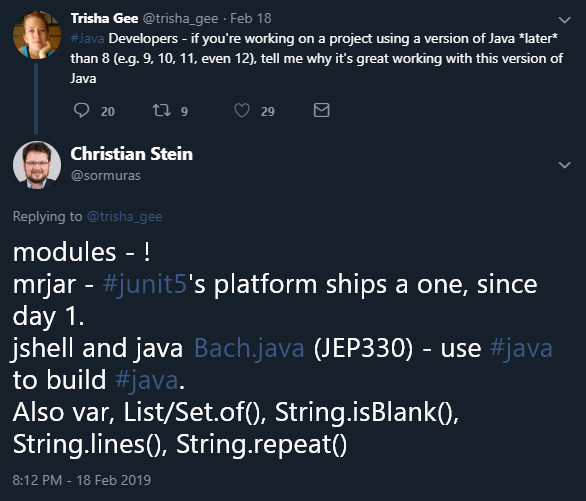 Trisha Gee @trisha_gee · Feb 18
#Java Developers - if you're working on a project using a version of Java *later*
than 8 (e.g. 9, 10, 11, even 12), tell me why it's great working with this version of
Java
20 9 29
Christian Stein
@sormuras
Replying to @trisha_gee
modules - !
mrjar - #junit5's platform ships a one, since
day 1.
jshell and java Bach.java (JEP330) - use #java
to build #java.
Also var, List/Set.of(), String.isBlank(),
String.lines(), String.repeat()
8:12 PM - 18 Feb 2019